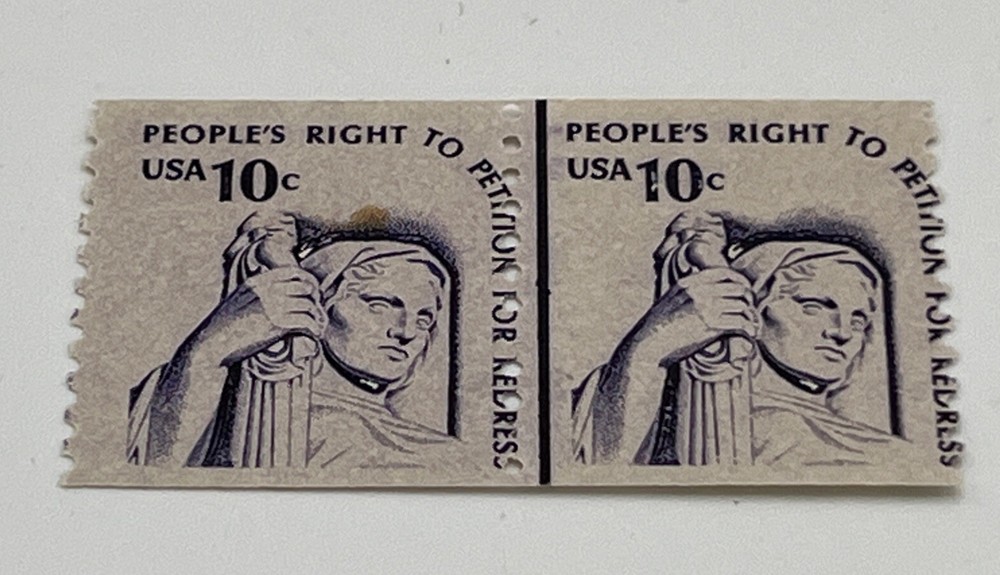 PEOPLE'S RIGHT TO PETITION FOR REDRESS
USA 10c
PEOPLE'S RIGHT TO PETITION FOR REDRESS
USA 10c